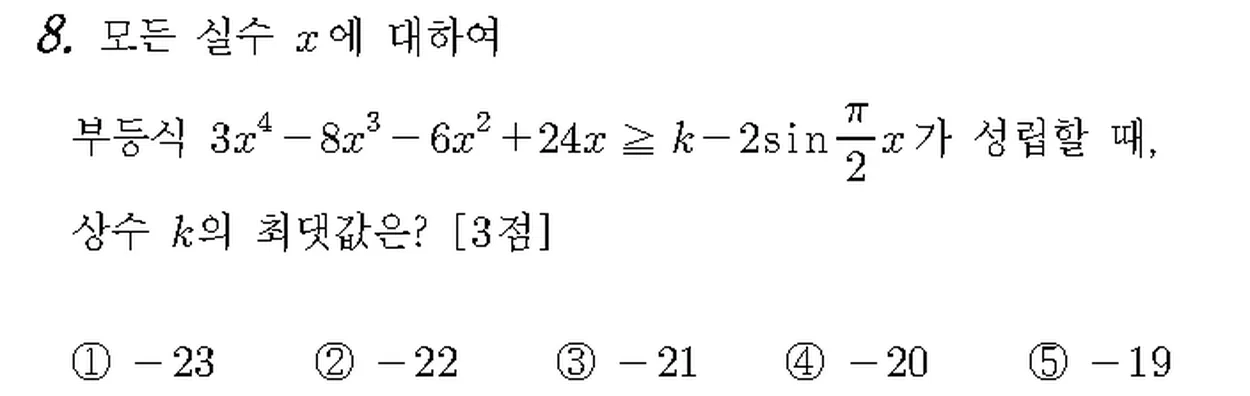 8. 모든 실수 x에 대하여
부등식 3x⁴-8x³-6x²+24x ≧ k-2sin\frac{π}{2}x가 성립할 때,
상수 k의 최댓값은? [3점]
① -23 ② -22 ③ -21 ④ -20 ⑤ -19